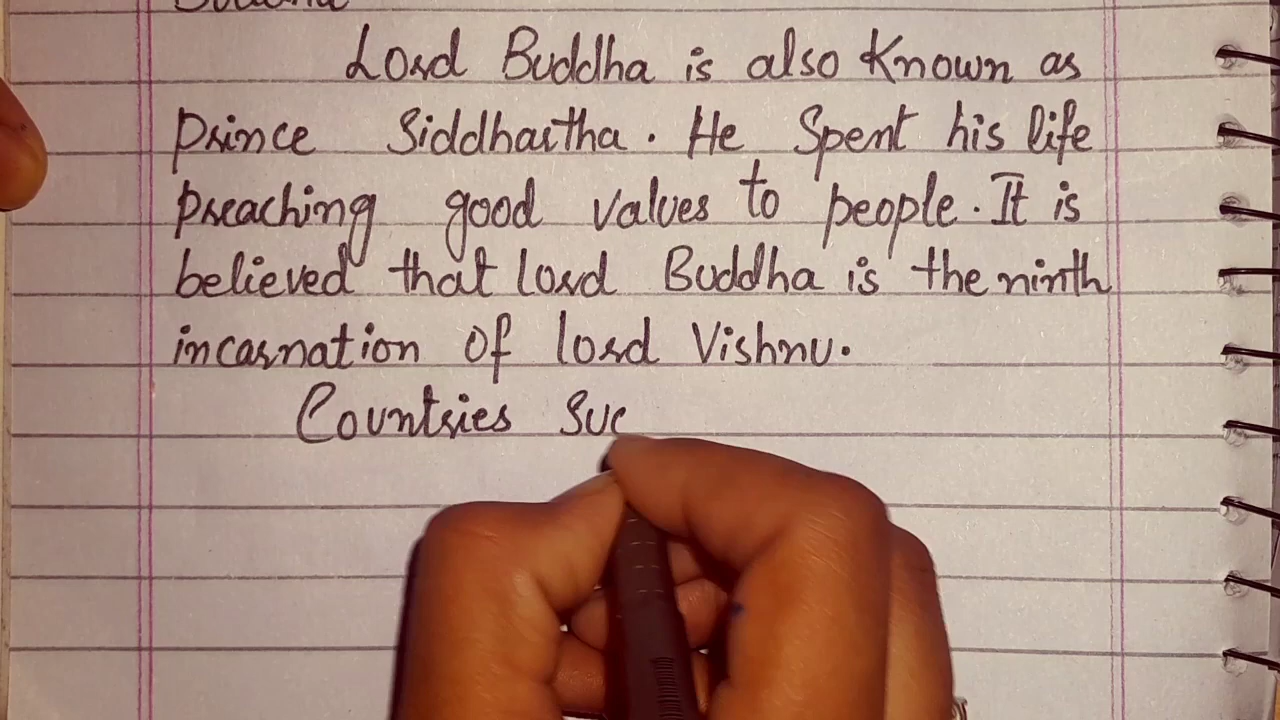 Lord Buddha is also Known as
Prince Siddhartha. He Spent his life
Preaching good values to people. It is
believed that lord Buddha is the ninth
incarnation of lord Vishnu.
Countries Suc